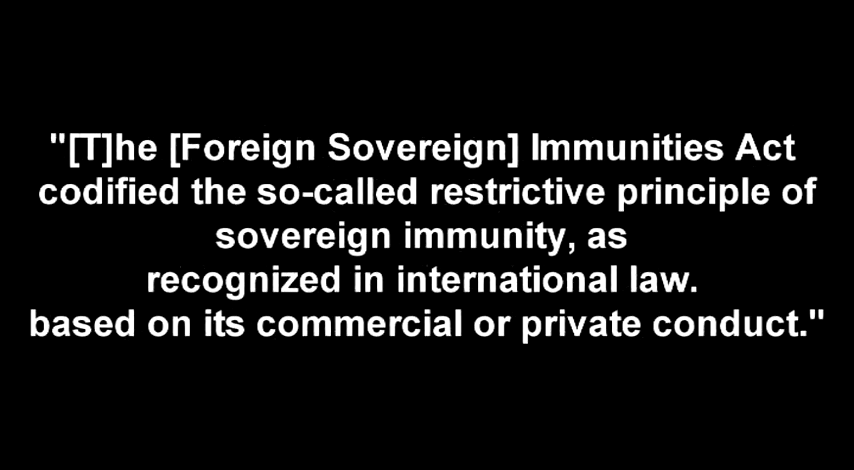 "[T]he [Foreign Sovereign] Immunities Act
codified the so-called restrictive principle of
sovereign immunity, as
recognized in international law.
based on its commercial or private conduct."